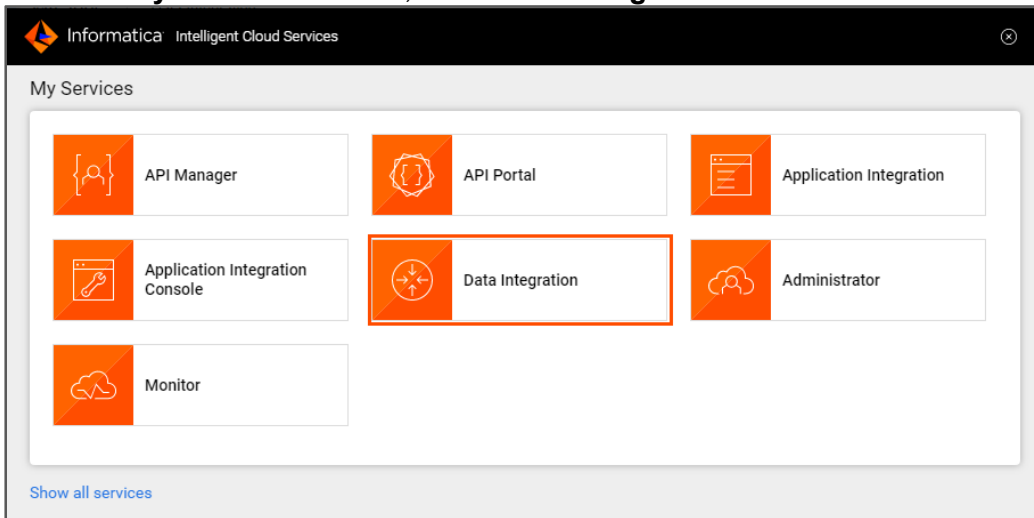 Informatica Intelligent Cloud Services
My Services
API Manager
API Portal
Application Integration
Application Integration
Console
Data Integration
Administrator
Monitor
Show all services